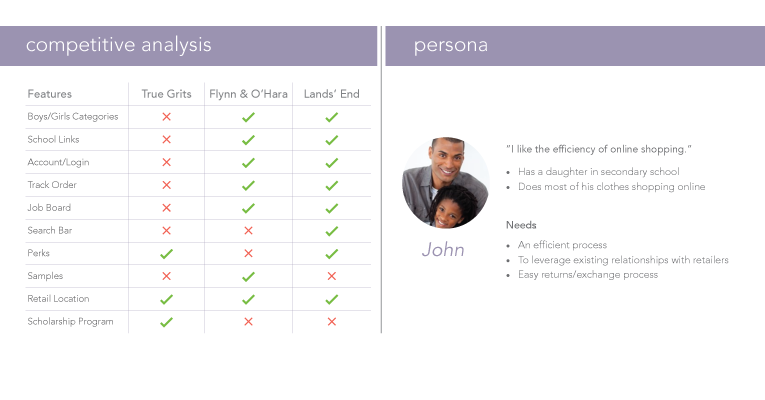 competitive analysis
Features True Grits Flynn & O'Hara Lands' End
Boys/Girls Categories
School Links
Account/Login
Track Order
Job Board
Search Bar
Perks
Samples
Retail Location
Scholarship Program
persona
"I like the efficiency of online shopping."
• Has a daughter in secondary school
• Does most of his clothes shopping online
John
Needs
• An efficient process
• To leverage existing relationships with retailers
• Easy returns/exchange process